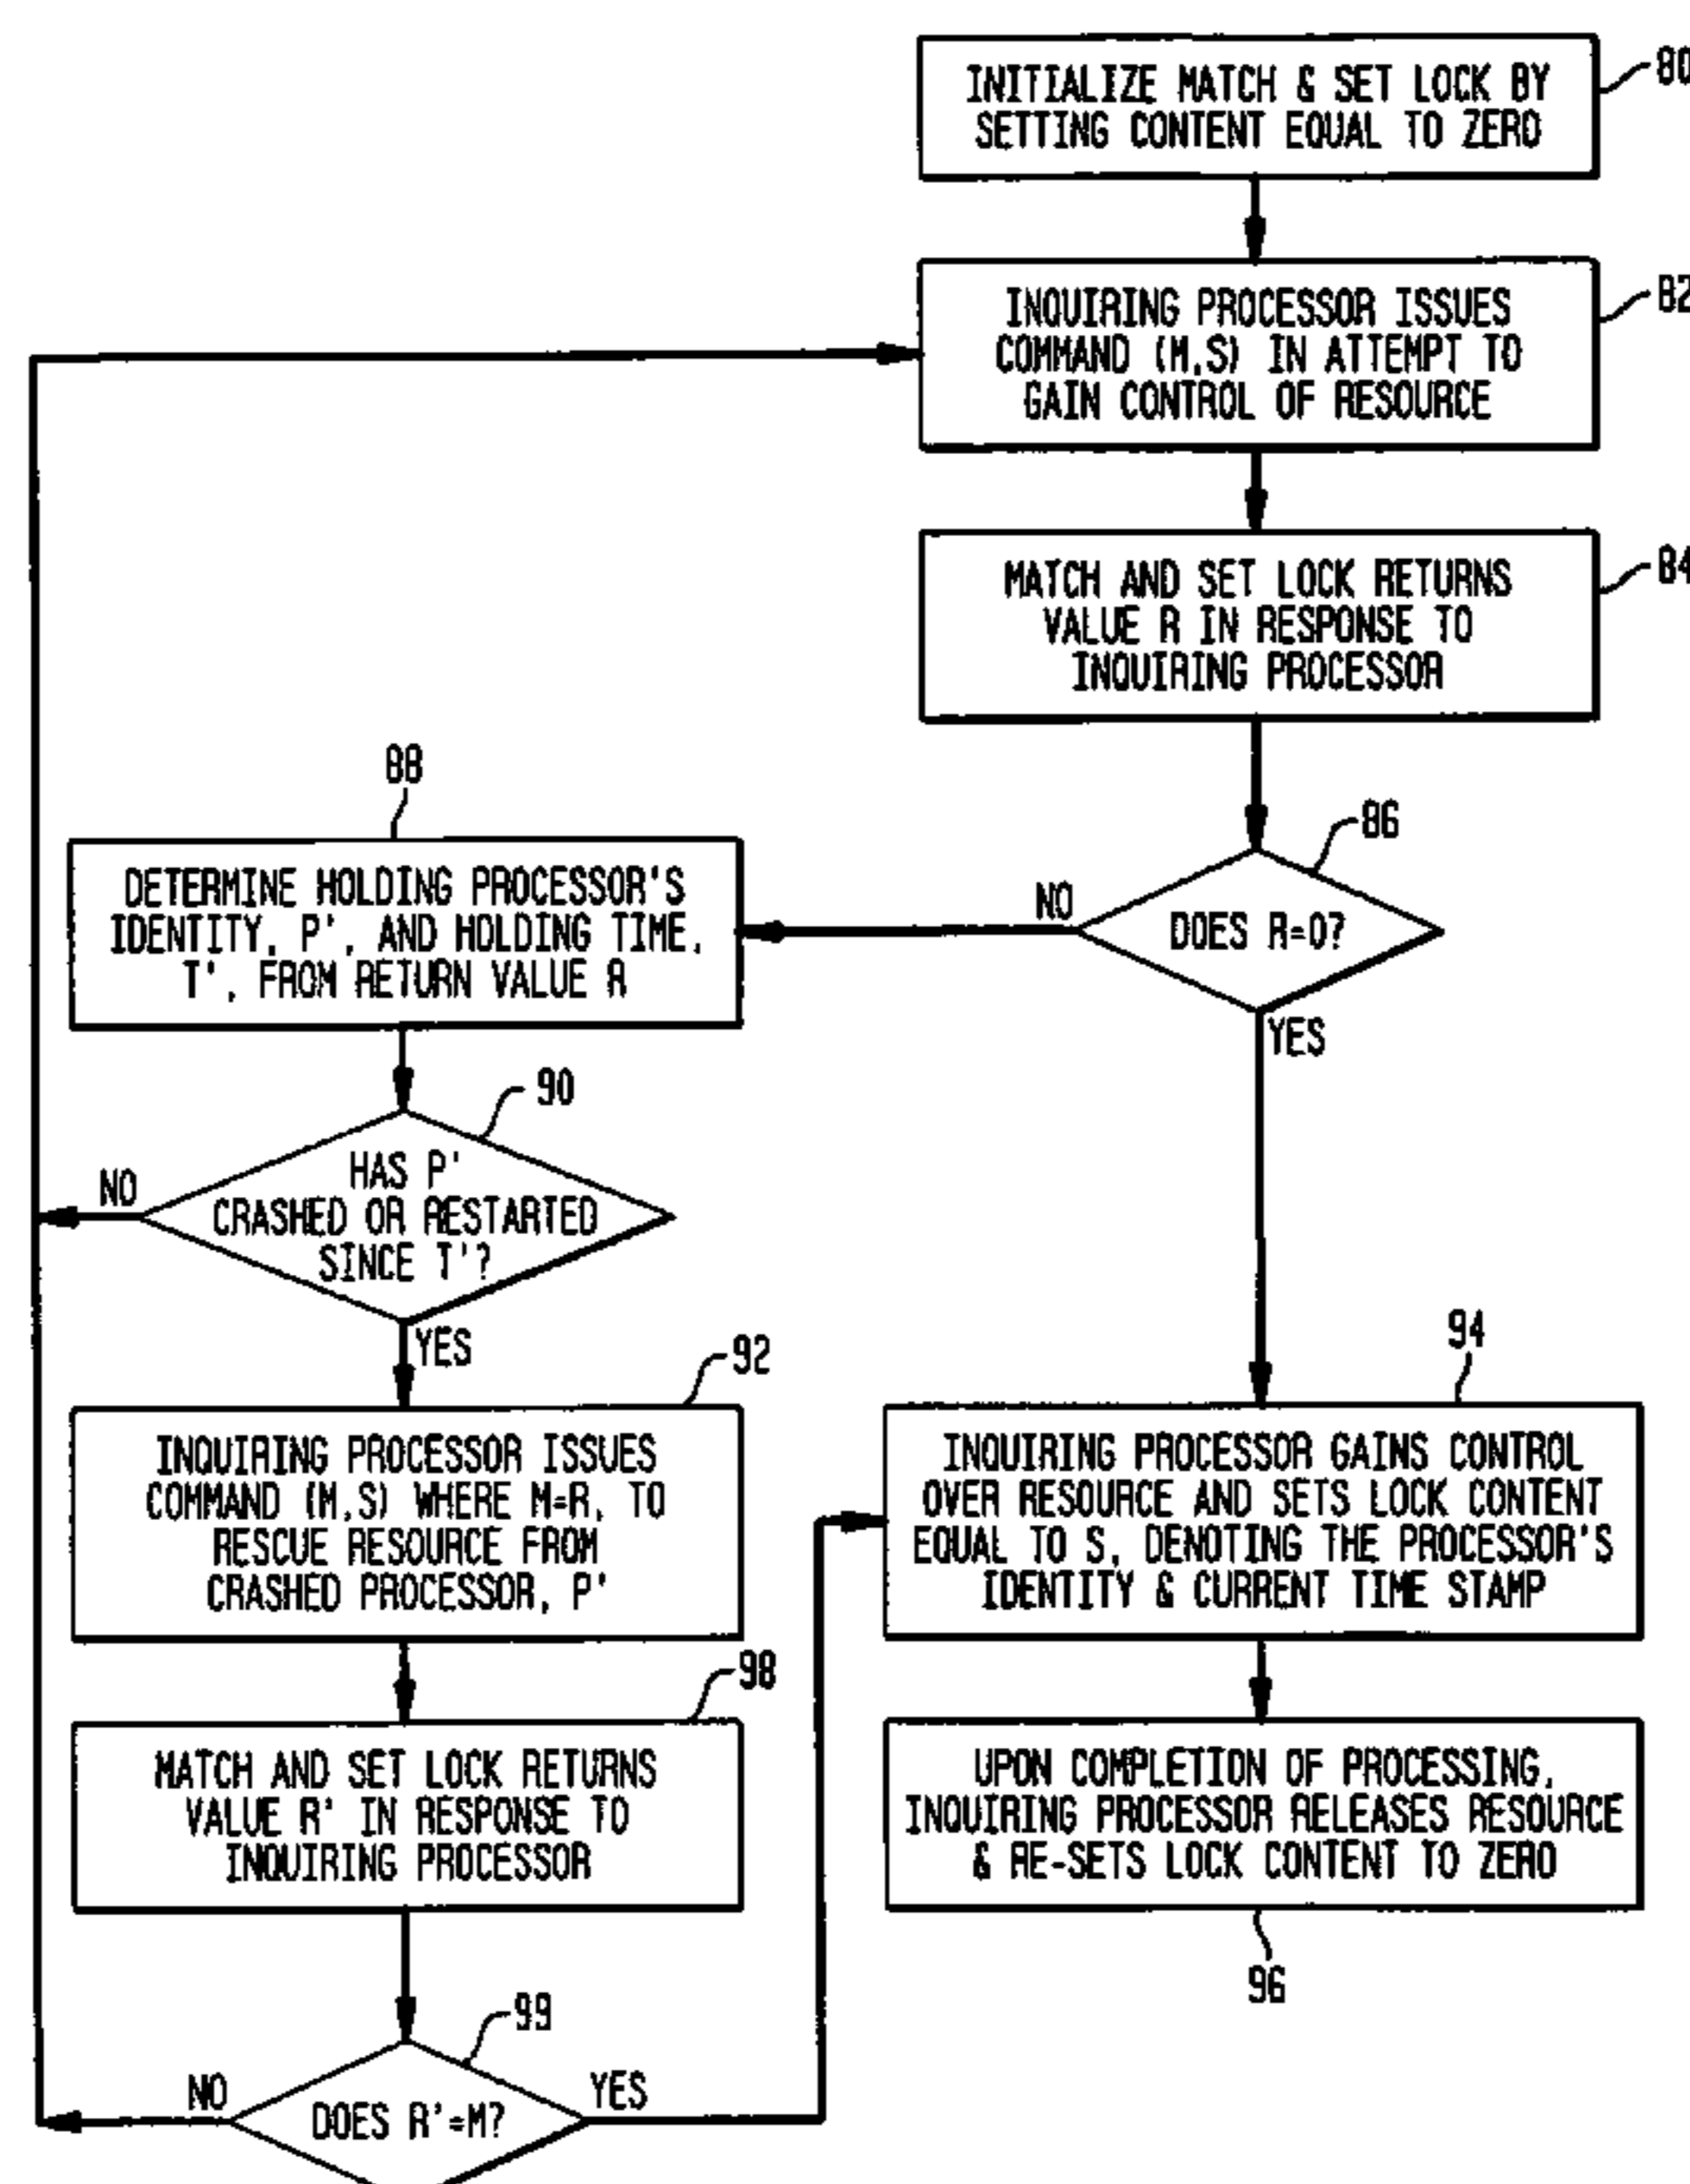 INITIALIZE MATCH & SET LOCK BY
SETTING CONTENT EQUAL TO ZERO
80
INQUIRING PROCESSOR ISSUES
COMMAND (M,S) IN ATTEMPT TO
GAIN CONTROL OF RESOURCE
82
MATCH AND SET LOCK RETURNS
VALUE R IN RESPONSE TO
INQUIRING PROCESSOR
84
86
DOES R=0?
NO
YES
88
DETERMINE HOLDING PROCESSOR'S
IDENTITY, P', AND HOLDING TIME,
T', FROM RETURN VALUE R
90
HAS P'
CRASHED OR RESTARTED
SINCE T'?
NO
YES
92
INQUIRING PROCESSOR ISSUES
COMMAND (M,S) WHERE M=R, TO
RESCUE RESOURCE FROM
CRASHED PROCESSOR, P'
94
INQUIRING PROCESSOR GAINS CONTROL
OVER RESOURCE AND SETS LOCK CONTENT
EQUAL TO S, DENOTING THE PROCESSOR'S
IDENTITY & CURRENT TIME STAMP
98
MATCH AND SET LOCK RETURNS
VALUE R' IN RESPONSE TO
INQUIRING PROCESSOR
UPON COMPLETION OF PROCESSING,
INQUIRING PROCESSOR RELEASES RESOURCE
& RE-SETS LOCK CONTENT TO ZERO
96
99
DOES R'=M?
NO
YES